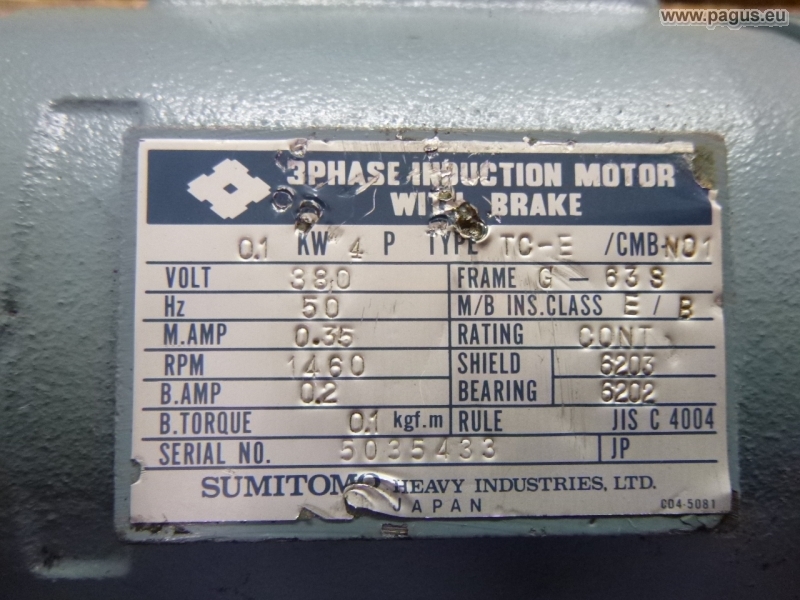 www.pagus.eu
3PHASE INDUCTION MOTOR
WITH BRAKE
0.1 KW 4 P TYPE TC-E /CMB-N01
VOLT 380 FRAME G - 63S
Hz 50 M/B INS.CLASS E / B
M.AMP 0.35 RATING CONT
RPM 1460 SHIELD 6203
B.AMP 0.2 BEARING 6202
B.TORQUE 0.1 kgf.m RULE JIS C 4004
SERIAL NO. 5035433 JP
SUMITOMO HEAVY INDUSTRIES, LTD.
JAPAN CO4-5081